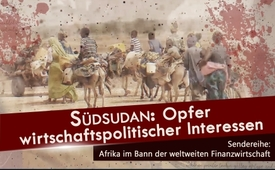 SÜDSUDAN: Opfer
wirtschaftspolitischer Interessen
Sendereihe:
Afrika im Bann der weltweiten Finanzwirtschaft